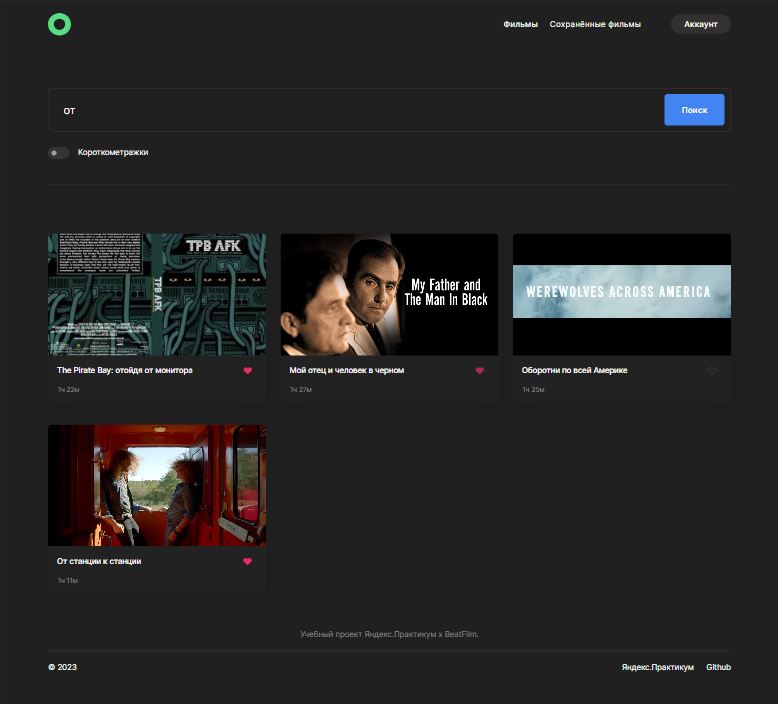 Фильмы
Сохранённые фильмы
Аккаунт
от
Поиск
Короткометражки
TPB AFK
TPB AFK
My Father and
The Man In Black
WEREWOLVES ACROSS AMERICA
The Pirate Bay: отойдя от монитора
1ч 22м
Мой отец и человек в черном
1ч 27м
Оборотни по всей Америке
1ч 25м
От станции к станции
1ч 11м
Учебный проект Яндекс.Практикум x BeatFilm.
© 2023
Яндекс.Практикум
Github